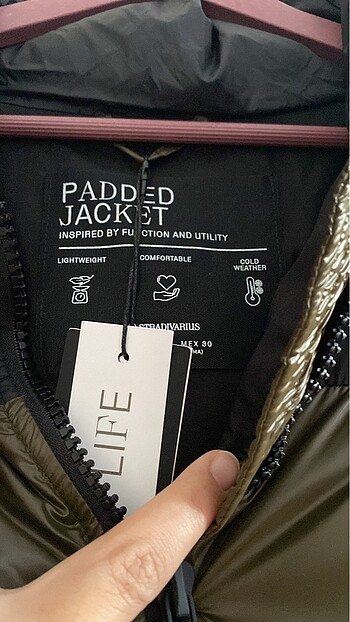 PADDED
JACKET
INSPIRED BY FUNCTION AND UTILITY
LIGHTWEIGHT
COMFORTABLE
COLD
WEATHER
STRADIVARIUS
MEX 30
LIFE